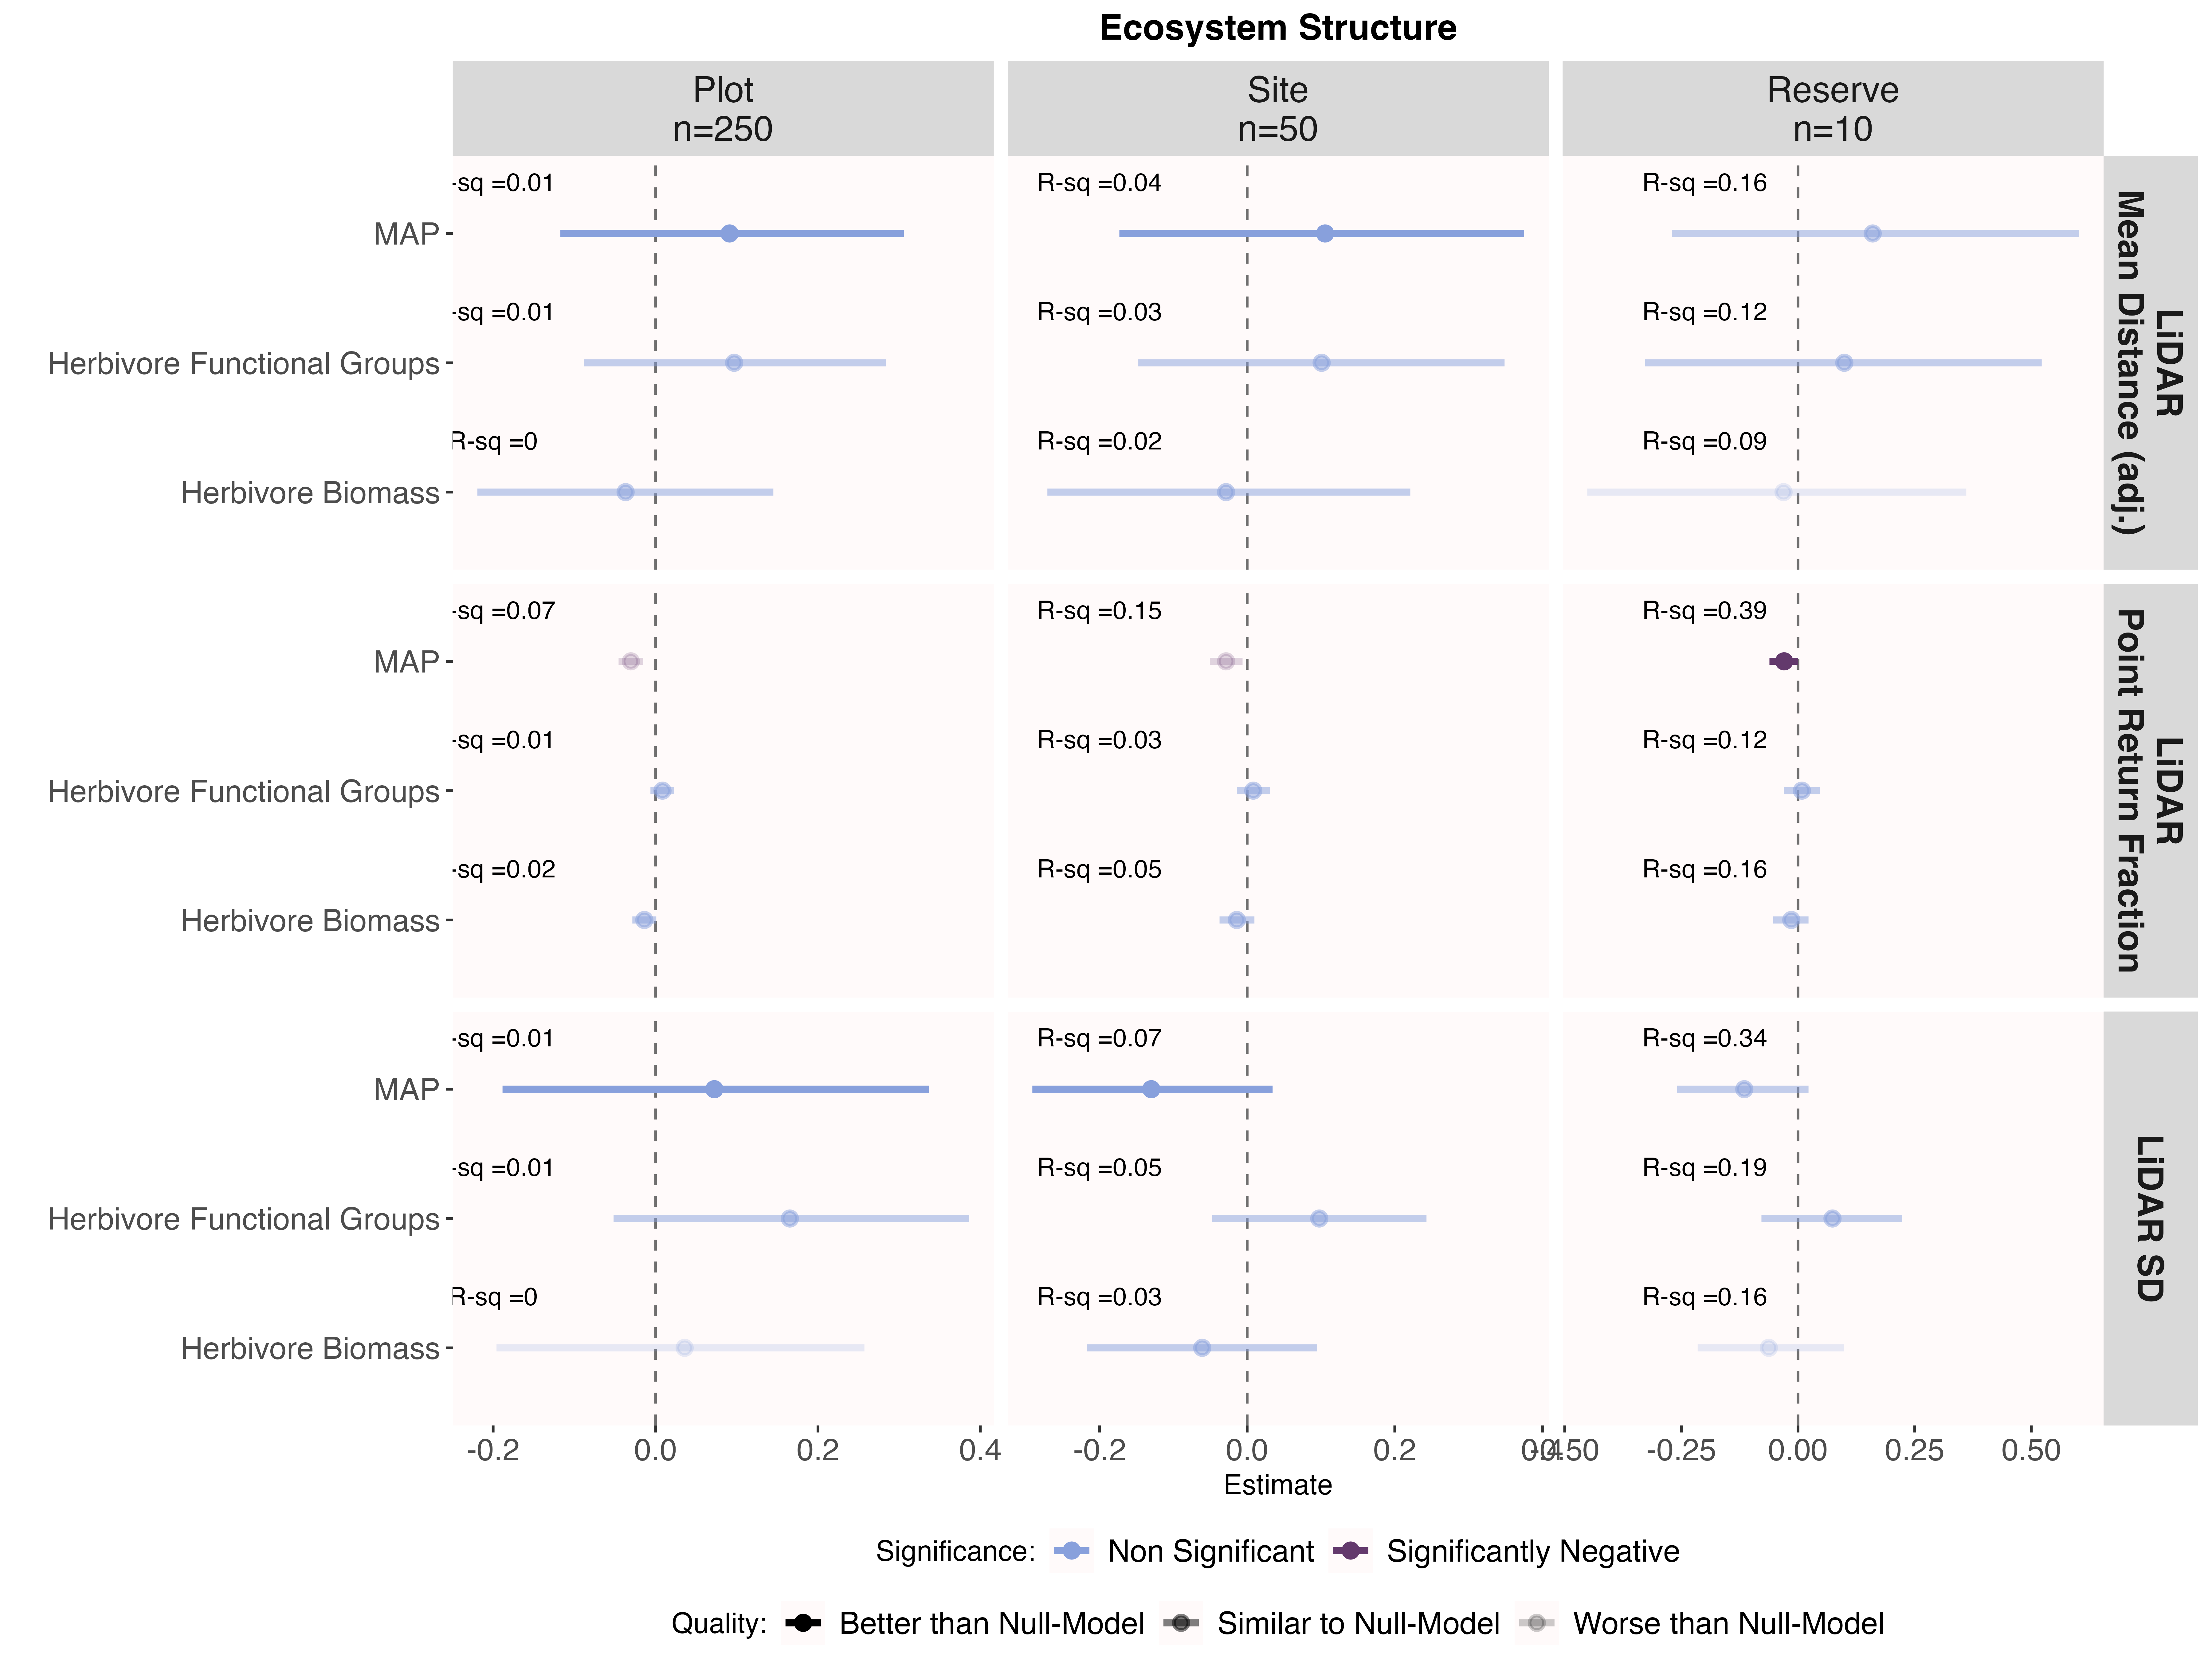 Ecosystem Structure
Plot
n=250
Site
n=50
Reserve
n=10
-sq =0.01
R-sq =0.04
R-sq =0.16
MAP
-sq =0.01
R-sq =0.03
R-sq =0.12
Herbivore Functional Groups
R-sq =0
R-sq =0.02
R-sq =0.09
Herbivore Biomass
LiDAR
Mean Distance (adj.)
-sq =0.07
R-sq =0.15
R-sq =0.39
MAP
-sq =0.01
R-sq =0.03
R-sq =0.12
Herbivore Functional Groups
-sq =0.02
R-sq =0.05
R-sq =0.16
Herbivore Biomass
LiDAR
Point Return Fraction
-sq =0.01
R-sq =0.07
R-sq =0.34
MAP
-sq =0.01
R-sq =0.05
R-sq =0.19
Herbivore Functional Groups
R-sq =0
R-sq =0.03
R-sq =0.16
Herbivore Biomass
LiDAR SD
-0.2 0.0 0.2 0.4
-0.2 0.0 0.2 0.4
-0.50 -0.25 0.00 0.25 0.50
Estimate
Significance: Non Significant Significantly Negative
Quality: Better than Null-Model Similar to Null-Model Worse than Null-Model